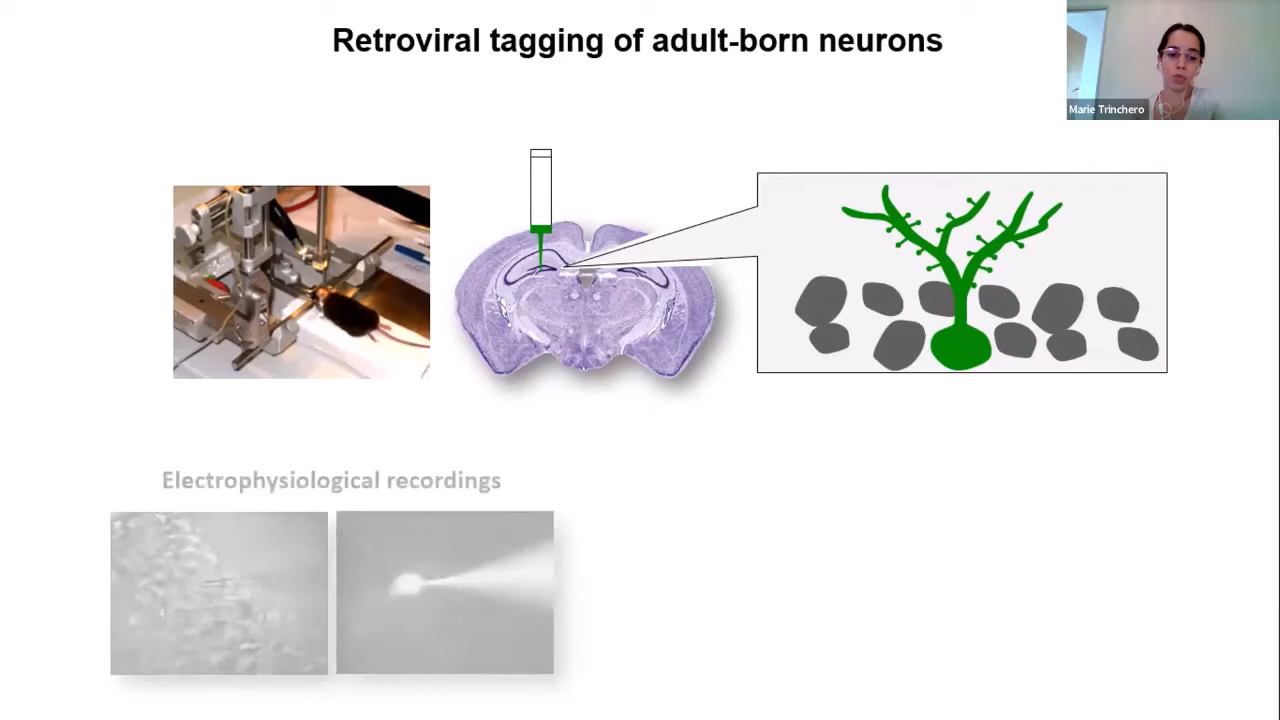 Retroviral tagging of adult-born neurons
Marie Trinchero
Electrophysiological recordings